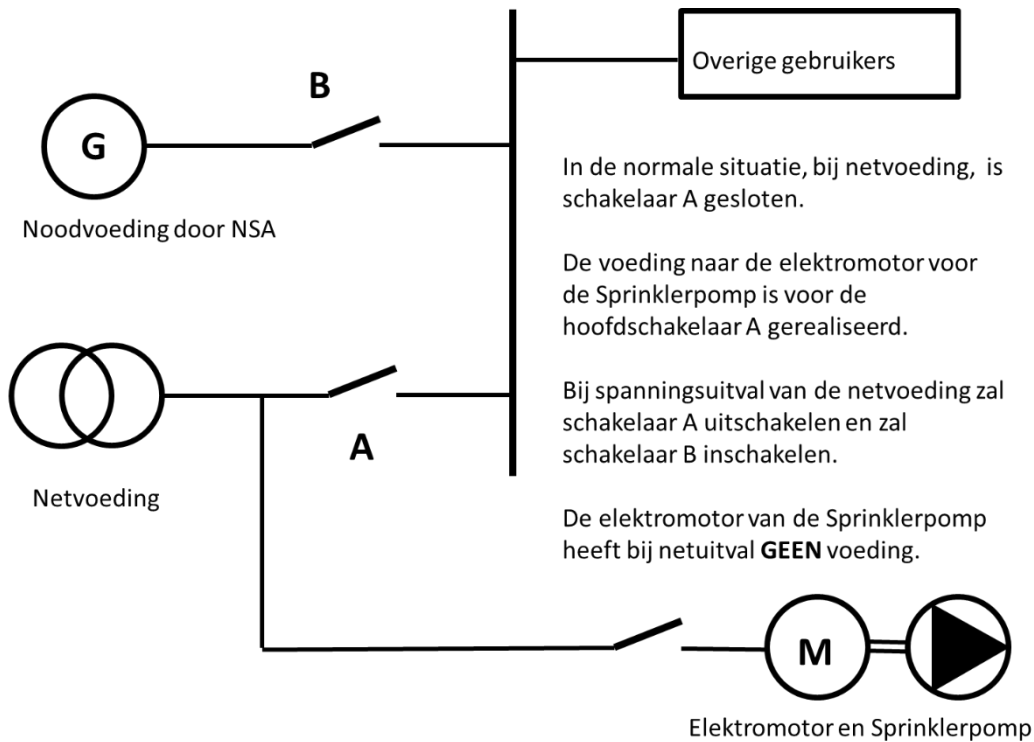 Overige gebruikers
B
G
Noodvoeding door NSA
In de normale situatie, bij netvoeding, is
schakelaar A gesloten.
De voeding naar de elektromotor voor
de Sprinklerpomp is voor de
hoofdschakelaar A gerealiseerd.
Bij spanningsuitval van de netvoeding zal
schakelaar A uitschakelen en zal
schakelaar B inschakelen.
De elektromotor van de Sprinklerpomp
heeft bij netuitval GEEN voeding.
A
Netvoeding
M
Elektromotor en Sprinklerpomp